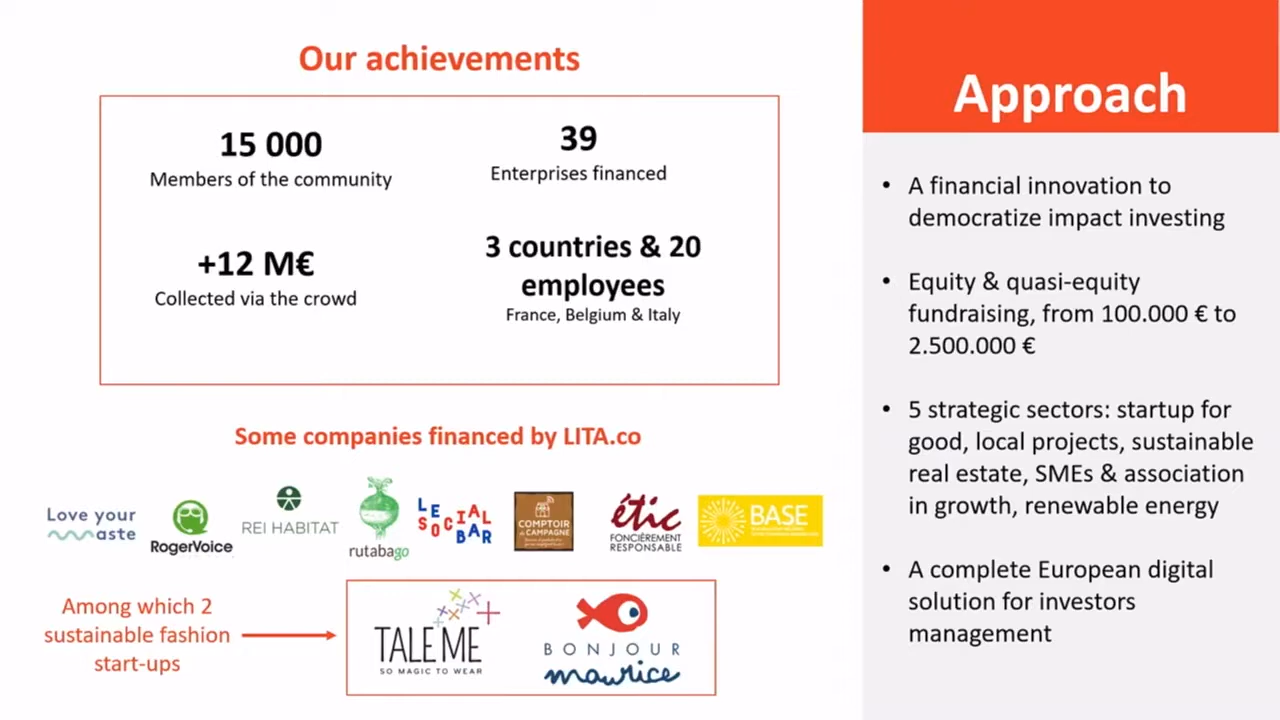 Our achievements
15 000
Members of the community
39
Enterprises financed
+12 M€
Collected via the crowd
3 countries & 20
employees
France, Belgium & Italy
Some companies financed by LITA.co
Love your
aste
RogerVoice
REI HABITAT
rutabago
LE
SOCIAL
BAR
COMPTOIR
de CAMPAGNE
étic
FONCIÈREMENT
RESPONSABLE
BASE
Among which 2
sustainable fashion
start-ups
TALE ME
SO MAGIC TO WEAR
BONJOUR
maurice
Approach
• A financial innovation to
democratize impact investing
• Equity & quasi-equity
fundraising, from 100.000 € to
2.500.000 €
• 5 strategic sectors: startup for
good, local projects, sustainable
real estate, SMEs & association
in growth, renewable energy
• A complete European digital
solution for investors
management